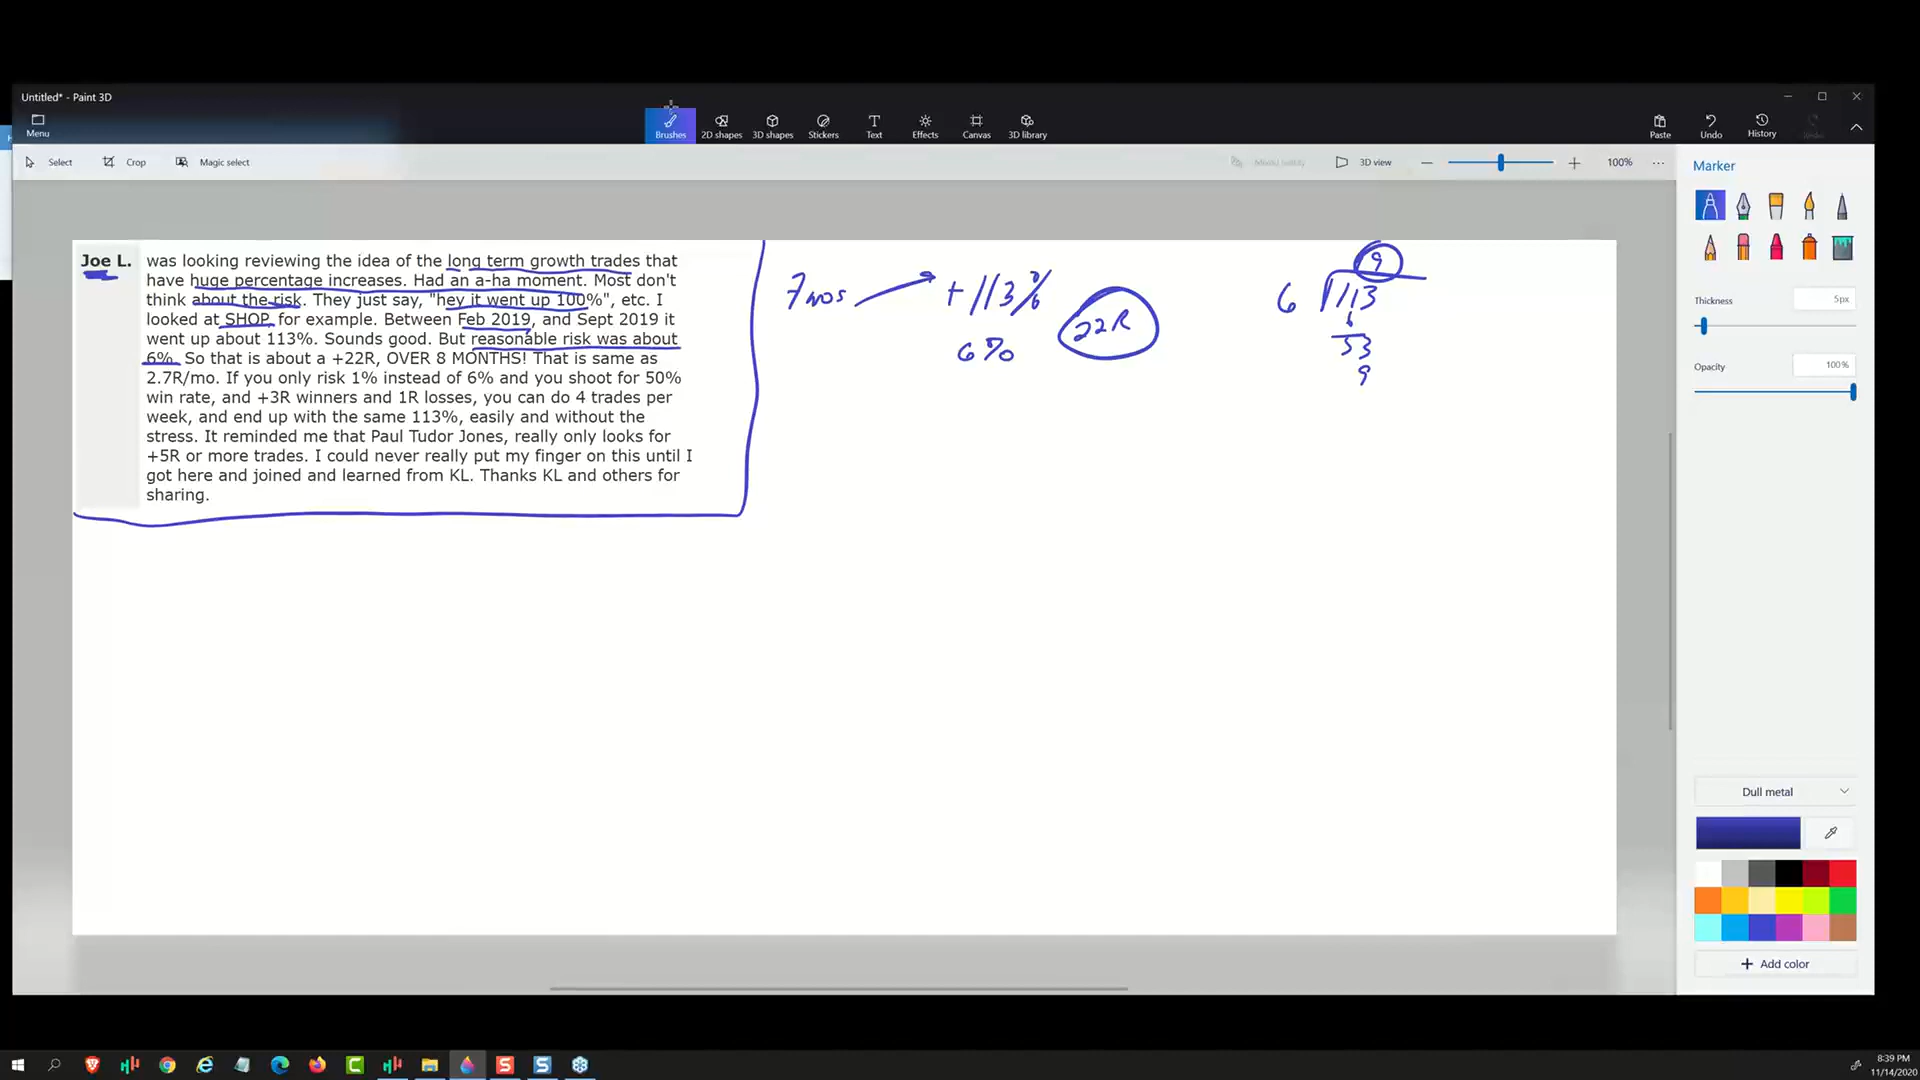 Untitled* - Paint 3D
Menu
Brushes
2D shapes
3D shapes
Stickers
Text
Effects
Canvas
3D library
Paste
Undo
History
Select
Crop
Magic select
3D view
100%
Marker
Thickness
5px
Opacity
100%
Joe L.
was looking reviewing the idea of the long term growth trades that
have huge percentage increases. Had an a-ha moment. Most don't
think about the risk. They just say, "hey it went up 100%", etc. I
looked at SHOP for example. Between Feb 2019, and Sept 2019 it
went up about 113%. Sounds good. But reasonable risk was about
6%. So that is about a +22R, OVER 8 MONTHS! That is same as
2.7R/mo. If you only risk 1% instead of 6% and you shoot for 50%
win rate, and +3R winners and 1R losses, you can do 4 trades per
week, and end up with the same 113%, easily and without the
stress. It reminded me that Paul Tudor Jones, really only looks for
+5R or more trades. I could never really put my finger on this until I
got here and joined and learned from KL. Thanks KL and others for
sharing.
7 mos
+113%
6%
22R
9
6
113
6
53
9
Dull metal
Add color
8:39 PM
11/14/2020